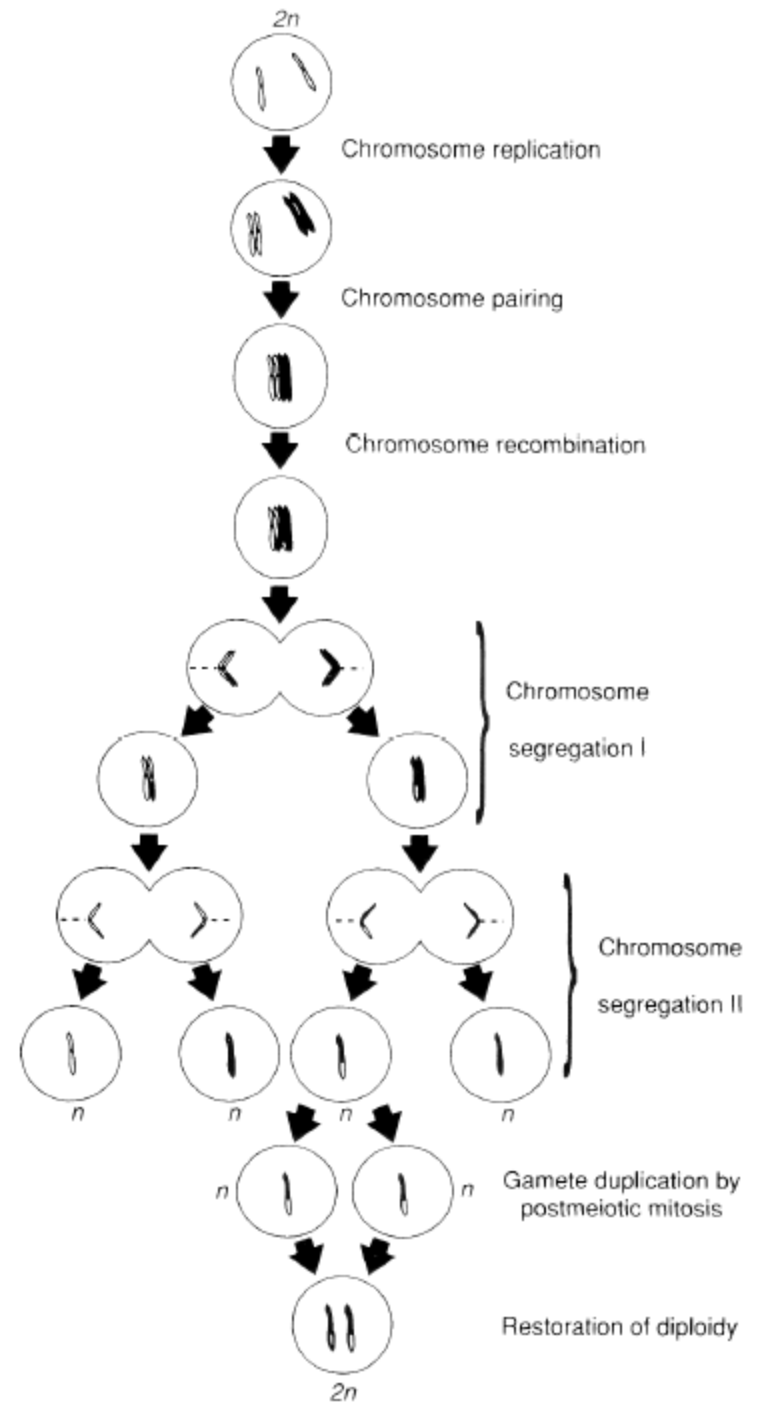 2n
Chromosome replication
Chromosome pairing
Chromosome recombination
Chromosome
segregation I
Chromosome
segregation II
n
n
n
n
n
n
Gamete duplication by
postmeiotic mitosis
Restoration of diploidy
2n